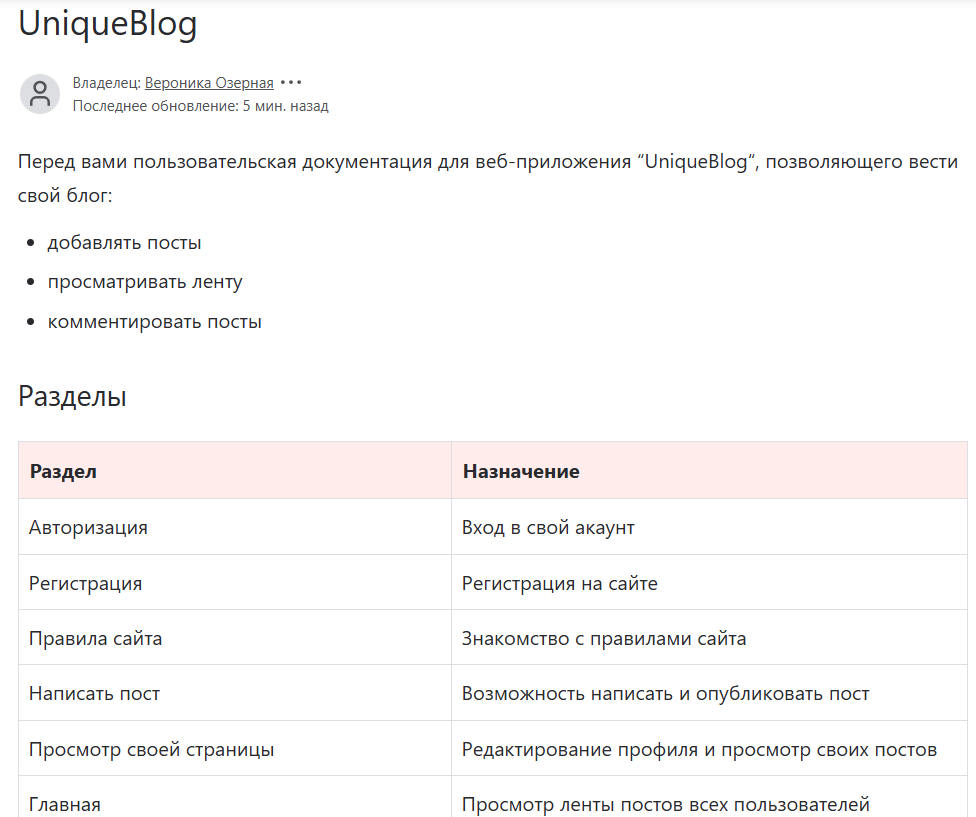 UniqueBlog
Владелец: Вероника Озерная •••
Последнее обновление: 5 мин. назад
Перед вами пользовательская документация для веб-приложения “UniqueBlog“, позволяющего вести
свой блог:
• добавлять посты
• просматривать ленту
• комментировать посты
Разделы
Раздел Назначение
Авторизация Вход в свой акаунт
Регистрация Регистрация на сайте
Правила сайта Знакомство с правилами сайта
Написать пост Возможность написать и опубликовать пост
Просмотр своей страницы Редактирование профиля и просмотр своих постов
Главная Просмотр ленты постов всех пользователей